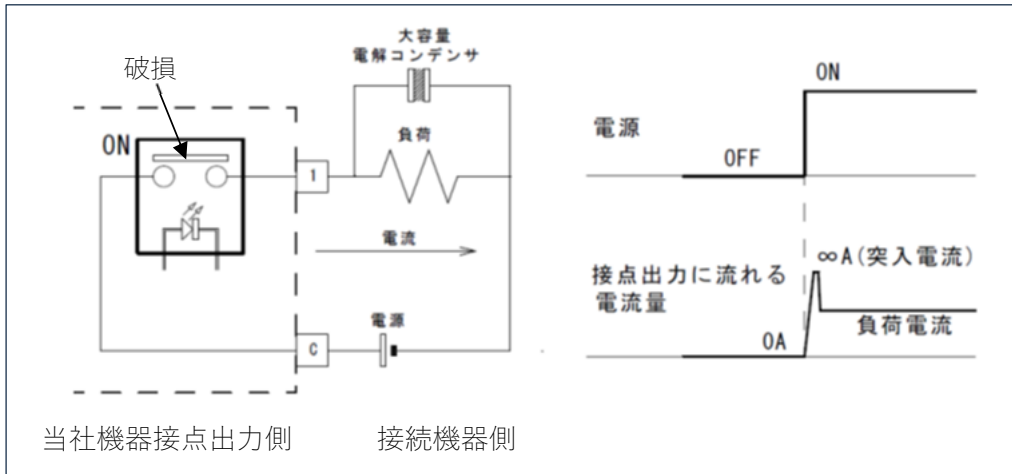 大容量
電解コンデンサ
破損
ON
負荷
1
電流
電源
C
当社機器接点出力側
接続機器側
ON
電源
OFF
∞A(突入電流)
接点出力に流れる
電流量
負荷電流
0A